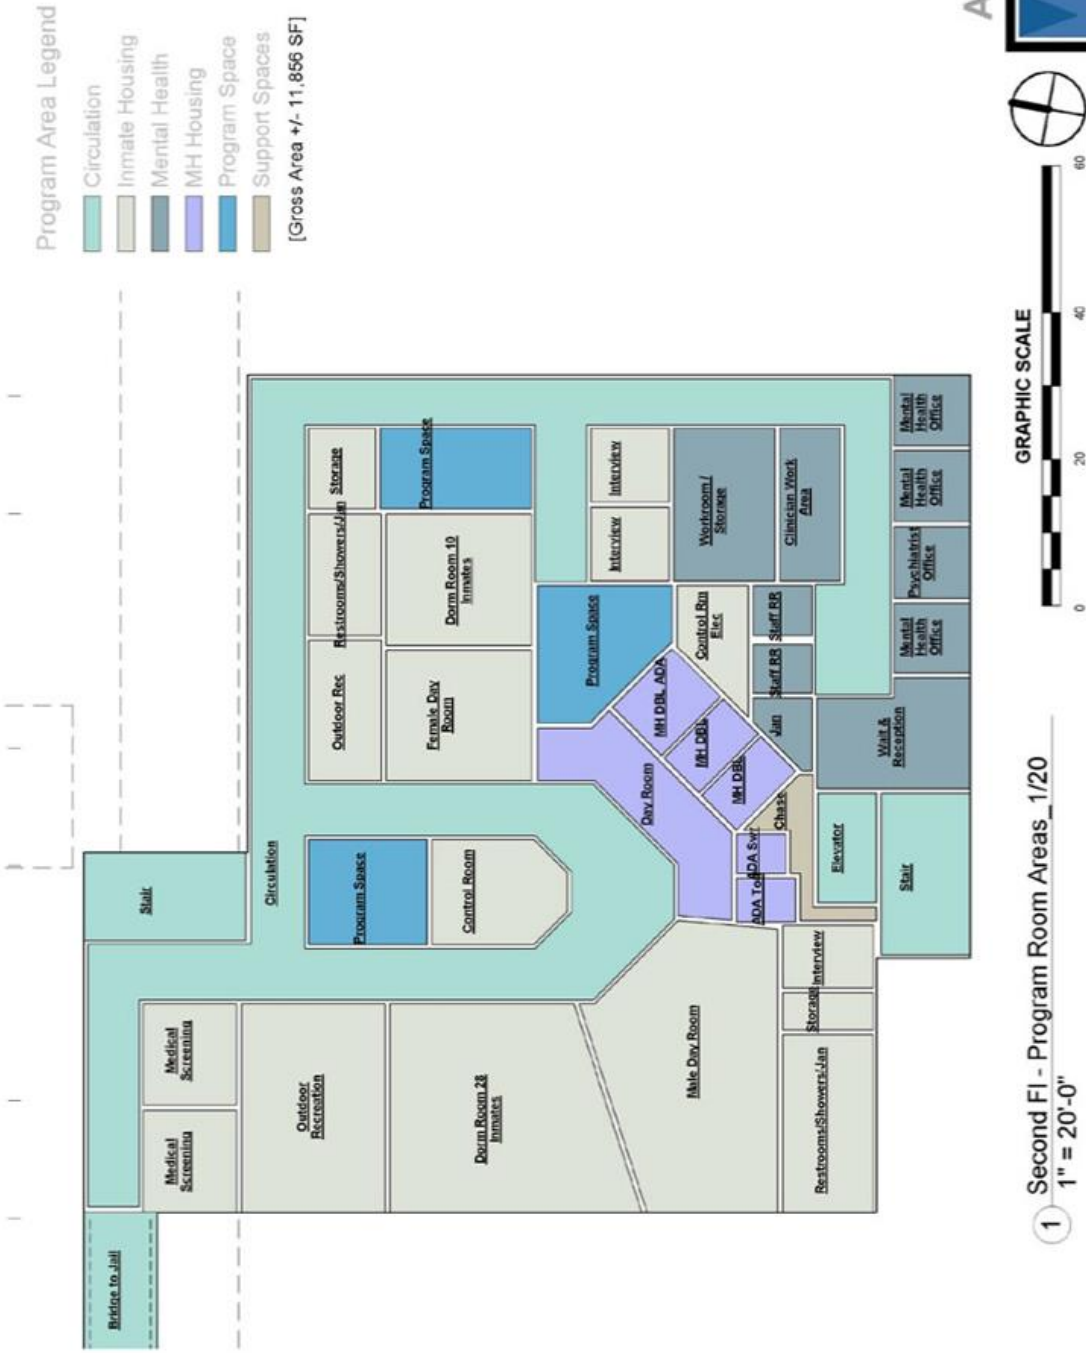 Program Area Legend
Circulation
Inmate Housing
Mental Health
MH Housing
Program Space
Support Spaces
[Gross Area +/- 11,856 SF]
Bridge to Jail
Stair
Medical
Screening
Medical
Screening
Circulation
Outdoor
Recreation
Program Space
Control Room
Outdoor Rec
Restrooms/Showers/Jan
Storage
Program Space
Female Day
Room
Dorm Room 10
Inmates
Dorm Room 28
Inmates
Day Room
Program Space
Interview
Interview
Male Day Room
MH DBL ADA
MH DBL
MH DBL
Control Rm
Elec
Workroom /
Storage
Clinician Work
Area
ADA Toil
ADA Swr
Chase
Jan
Staff RR
Staff RR
Restrooms/Showers/Jan
Storage
Interview
Elevator
Stair
Wait &
Reception
Mental
Health
Office
Psychiatrist
Office
Mental
Health
Office
Mental
Health
Office
1
Second Fl - Program Room Areas_1/20
1" = 20'-0"
GRAPHIC SCALE
0 20 40 60
A